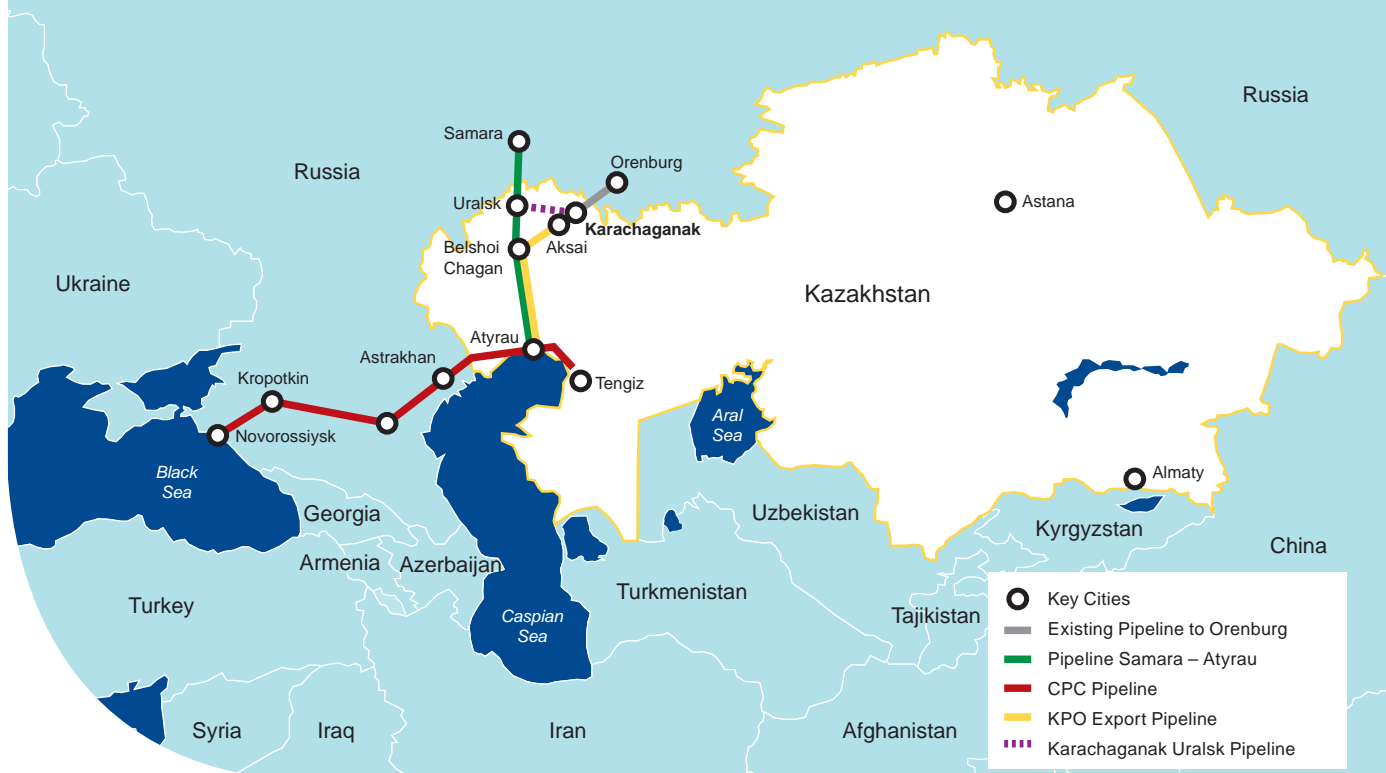 Russia
Samara
Orenburg
Russia
Uralsk
Astana
Karachaganak
Belshoi
Chagan
Aksai
Ukraine
Kazakhstan
Atyrau
Astrakhan
Kropotkin
Tengiz
Aral
Sea
Novorossiysk
Black
Sea
Almaty
Georgia
Uzbekistan
Kyrgyzstan
China
Armenia
Azerbaijan
Turkmenistan
Turkey
Tajikistan
Caspian
Sea
Syria
Iraq
Iran
Afghanistan
Key Cities
Existing Pipeline to Orenburg
Pipeline Samara – Atyrau
CPC Pipeline
KPO Export Pipeline
Karachaganak Uralsk Pipeline